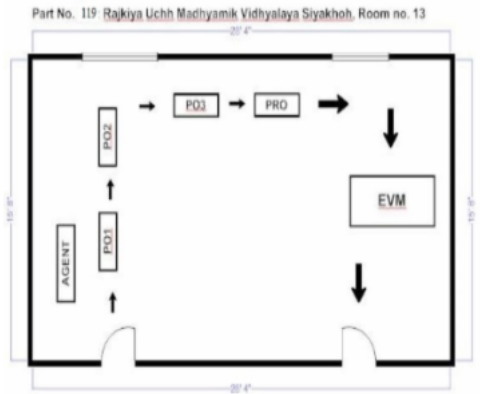 Part No. 119 Rajkiya Uchh Madhyamik Vidhyalaya Siyakhoh, Room no. 13
PO3
PRO
PO2
EVM
PO1
AGENT